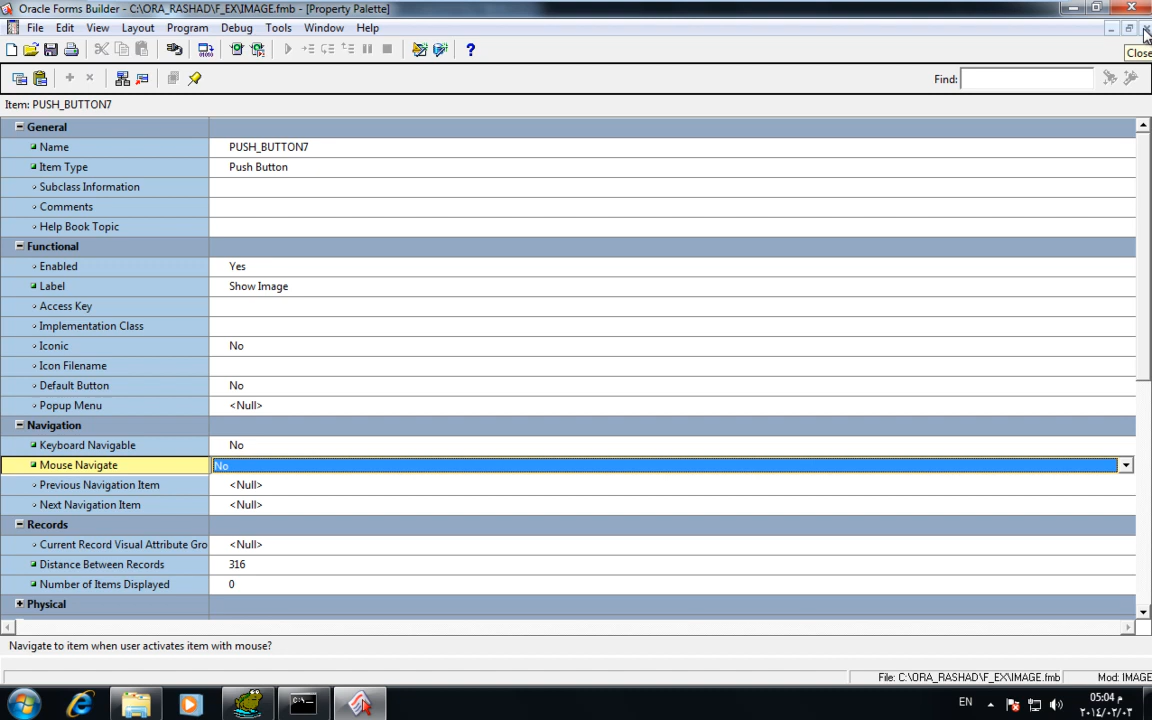 Oracle Forms Builder - C:\ORA_RASHAD\F_EX\IMAGE.fmb - [Property Palette]
File Edit View Layout Program Debug Tools Window Help
Close
Find:
Item: PUSH_BUTTON7
General
Name PUSH_BUTTON7
Item Type Push Button
Subclass Information
Comments
Help Book Topic
Functional
Enabled Yes
Label Show Image
Access Key
Implementation Class
Iconic No
Icon Filename
Default Button No
Popup Menu <Null>
Navigation
Keyboard Navigable No
Mouse Navigate No
Previous Navigation Item <Null>
Next Navigation Item <Null>
Records
Current Record Visual Attribute Gro <Null>
Distance Between Records 316
Number of Items Displayed 0
Physical
Navigate to item when user activates item with mouse?
File: C:\ORA_RASHAD\F_EX\IMAGE.fmb Mod: IMAGE
EN
05:04 م
٢٠١٤/٠٢/٠٣